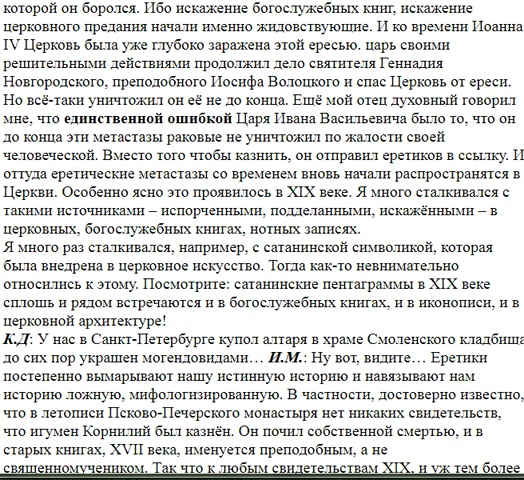 которой он боролся. Ибо искажение богослужебных книг, искажение
церковного предания начали именно жидовствующие. И ко времени Иоанна
IV Церковь была уже глубоко заражена этой ересью. царь своими
решительными действиями продолжил дело святителя Геннадия
Новгородского, преподобного Иосифа Волоцкого и спас Церковь от ереси.
Но всё-таки уничтожил он её не до конца. Ещё мой отец духовный говорил
мне, что единственной ошибкой Царя Ивана Васильевича было то, что он
до конца эти метастазы раковые не уничтожил по жалости своей
человеческой. Вместо того чтобы казнить, он отправил еретиков в ссылку. И
оттуда еретические метастазы со временем вновь начали распространятся в
Церкви. Особенно ясно это проявилось в XIX веке. Я много сталкивался с
такими источниками – испорченными, подделанными, искажёнными – в
церковных, богослужебных книгах, нотных записях.
Я много раз сталкивался, например, с сатанинской символикой, которая
была внедрена в церковное искусство. Тогда как-то невнимательно
относились к этому. Посмотрите: сатанинские пентаграммы в XIX веке
сплошь и рядом встречаются и в богослужебных книгах, и в иконописи, и в
церковной архитектуре!
К.Д: У нас в Санкт-Петербурге купол алтаря в храме Смоленского кладбища
до сих пор украшен могендовидами… И.М.: Ну вот, видите… Еретики
постепенно вымарывают нашу истинную историю и навязывают нам
историю ложную, мифологизированную. В частности, достоверно известно,
что в летописи Псково-Печерского монастыря нет никаких свидетельств,
что игумен Корнилий был казнён. Он почил собственной смертью, и в
старых книгах, XVII века, именуется преподобным, а не
священномучеником. Так что к любым свидетельствам XIX, и уж тем более